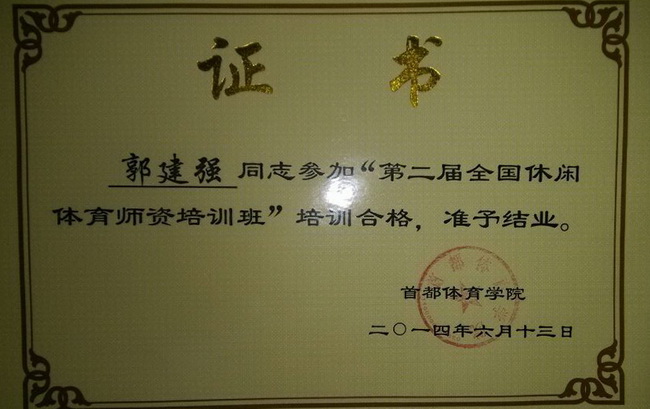 证书
郭建强同志参加“第二届全国休闲
体育师资培训班”培训合格，准予结业。
首都体育学院
二〇一四年六月十三日